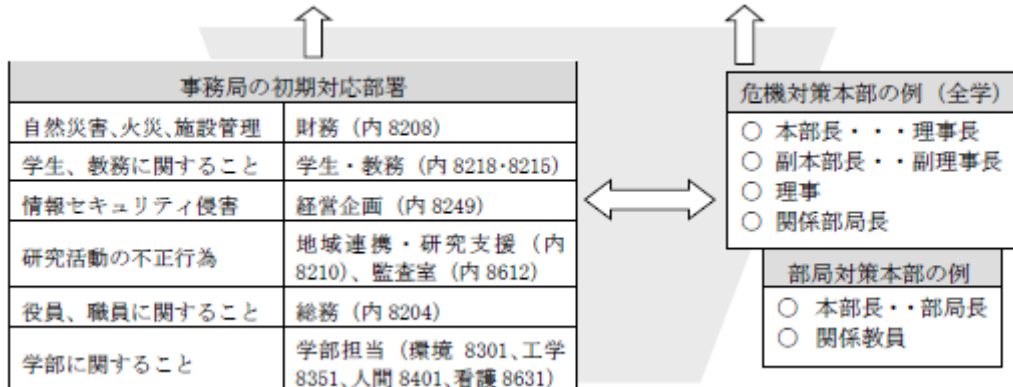 事務局の初期対応部署
自然災害、火災、施設管理
財務（内 8208）
学生、教務に関すること
学生・教務（内 8218・8215）
情報セキュリティ侵害
経営企画（内 8249）
研究活動の不正行為
地域連携・研究支援（内
8210）、監査室（内 8612）
役員、職員に関すること
総務（内 8204）
学部に関すること
学部担当（環境 8301、工学
8351、人間 8401、看護 8631）
危機対策本部の例（全学）
○ 本部長・・・理事長
○ 副本部長・・副理事長
○ 理事
○ 関係部局長
部局対策本部の例
○ 本部長・・部局長
○ 関係教員